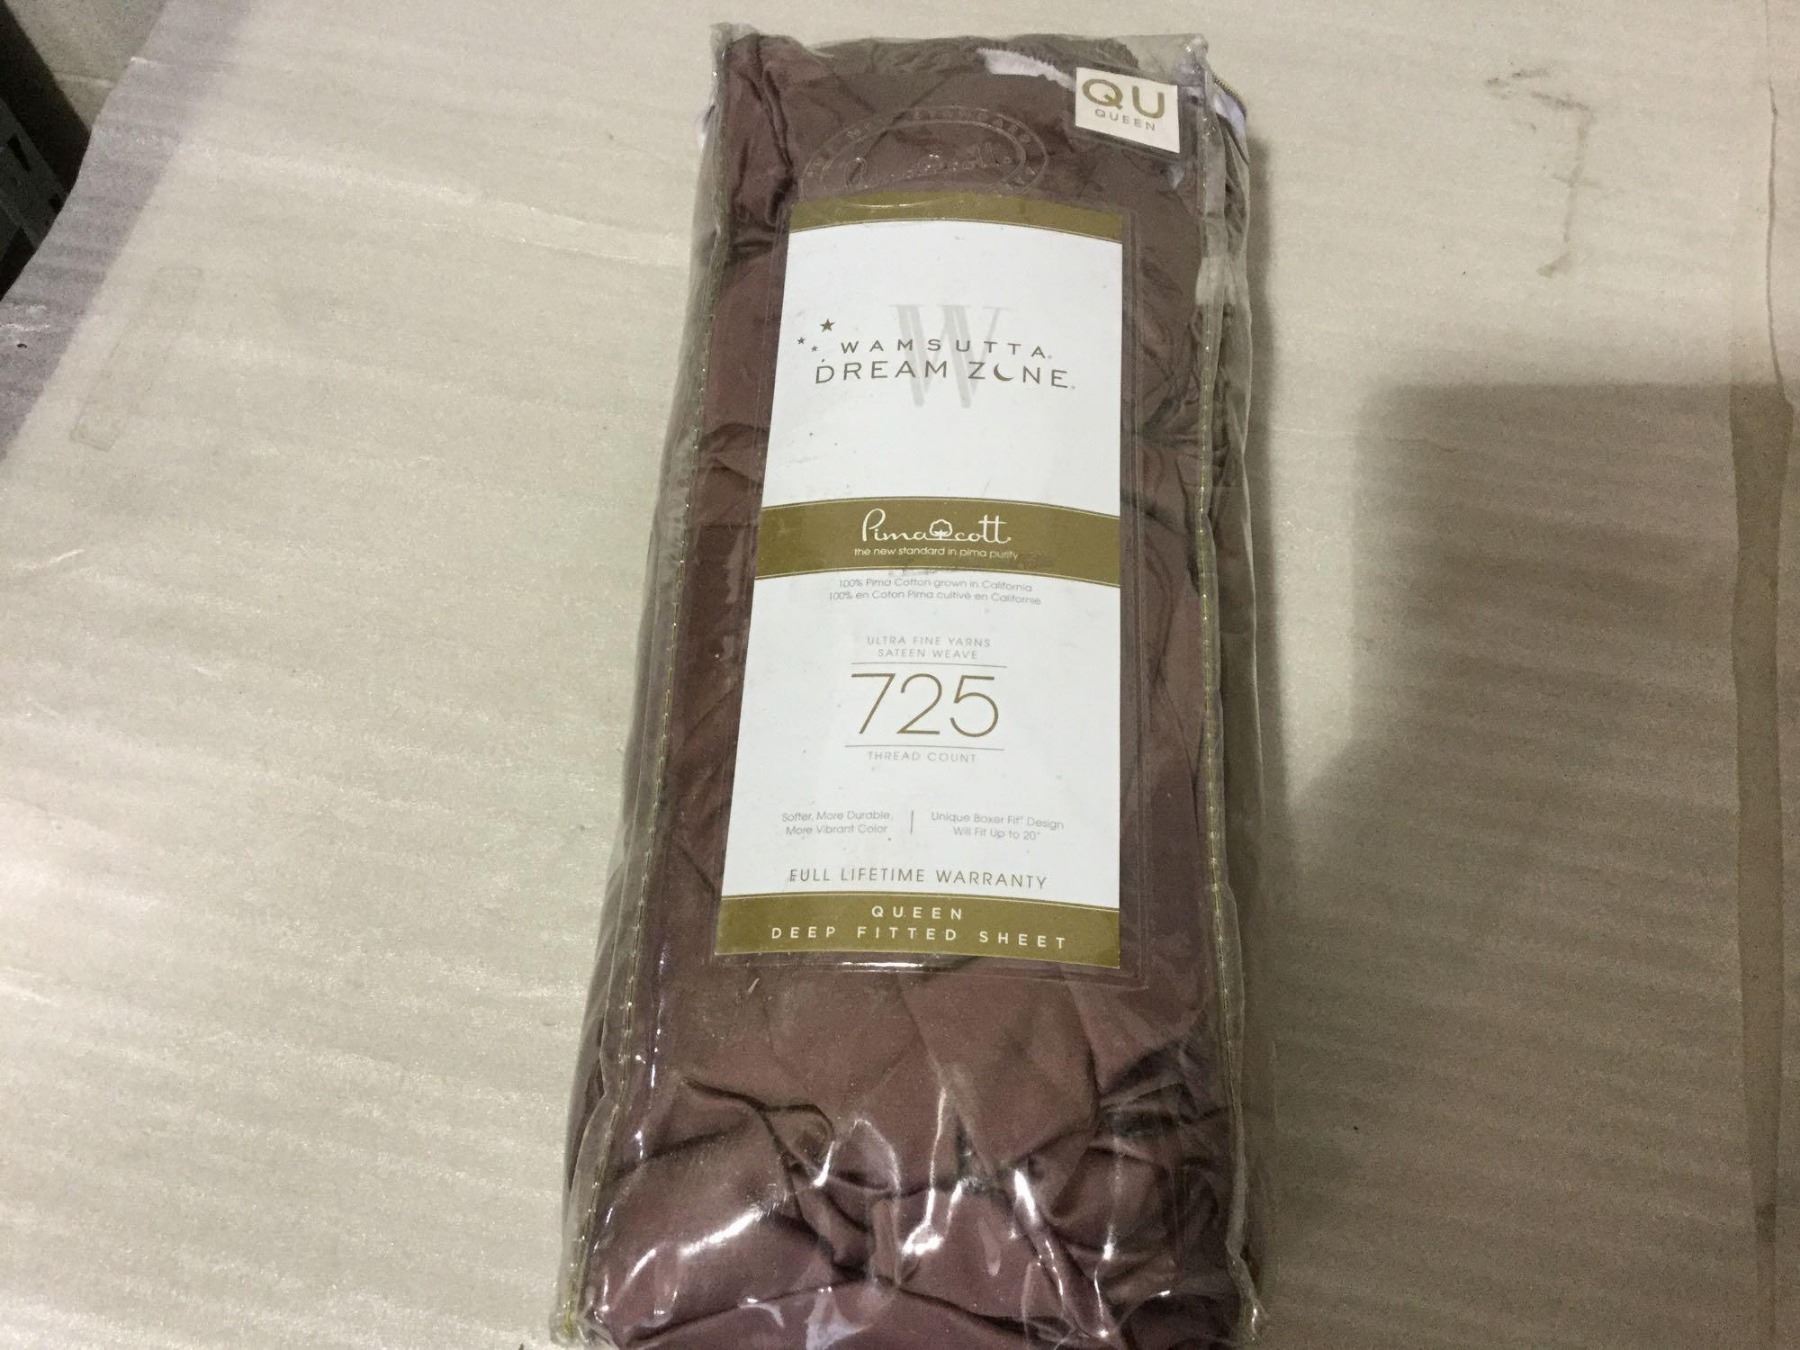 QU
QUEEN
WAMSUTTA®
DREAM ZONE®
PimaCott
the new standard in pima purity
100% Pima Cotton grown in California
100% en Coton Pima cultivé en Californie
ULTRA FINE YARNS
SATEEN WEAVE
725
THREAD COUNT
Softer, More Durable,
More Vibrant Color
Unique Boxer Fit® Design
Will Fit Up to 20"
FULL LIFETIME WARRANTY
QUEEN
DEEP FITTED SHEET